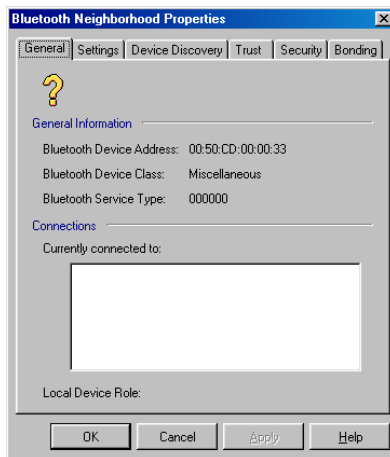 Bluetooth Neighborhood Properties
General Settings Device Discovery Trust Security Bonding
General Information
Bluetooth Device Address: 00:50:CD:00:00:33
Bluetooth Device Class: Miscellaneous
Bluetooth Service Type: 000000
Connections
Currently connected to:
Local Device Role:
OK Cancel Apply Help